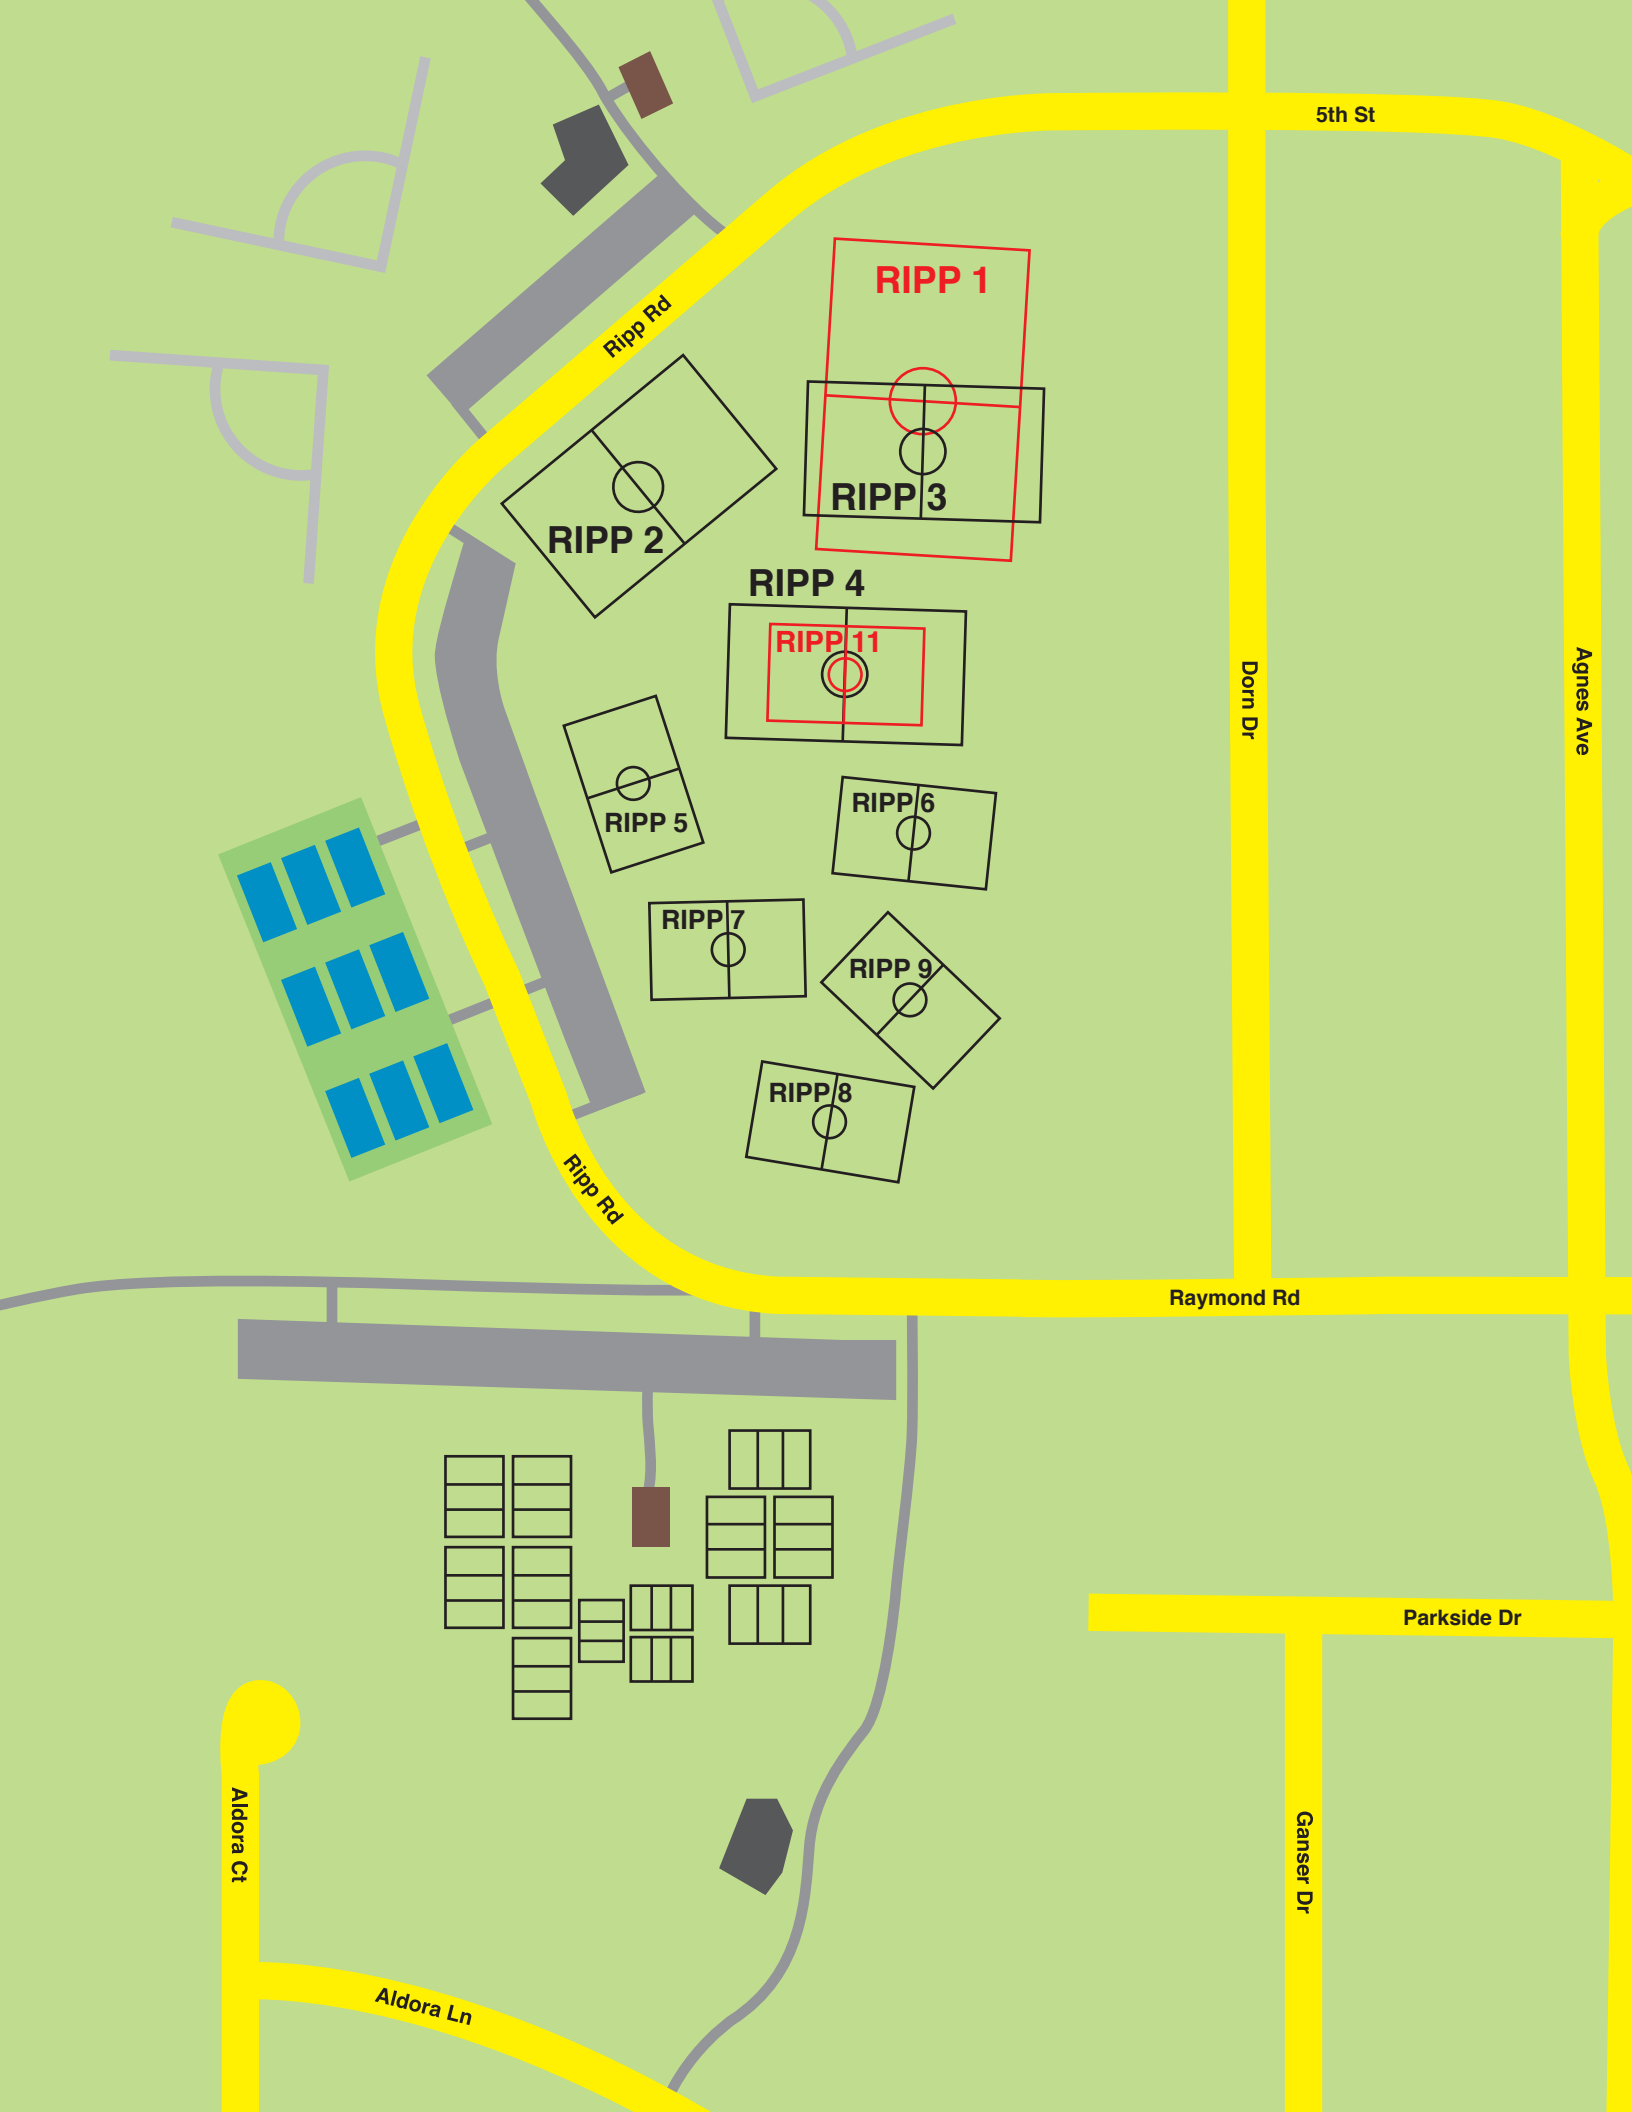 5th St
RIPP 1
Ripp Rd
RIPP 3
RIPP 2
RIPP 4
RIPP 11
Dorn Dr
Agnes Ave
RIPP 5
RIPP 6
RIPP 7
RIPP 9
RIPP 8
Ripp Rd
Raymond Rd
Parkside Dr
Aldora Ct
Ganser Dr
Aldora Ln